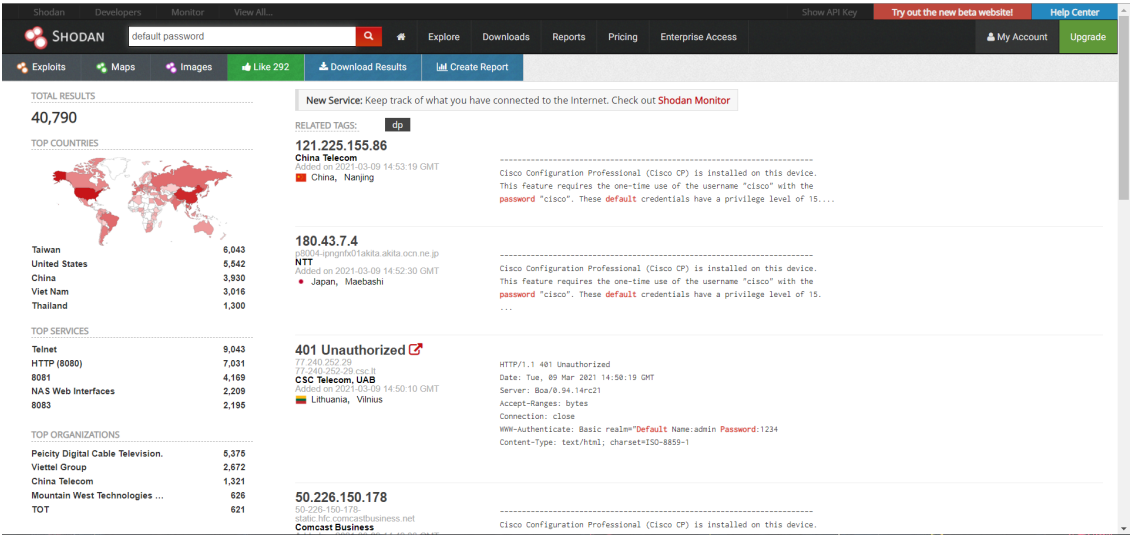 Shodan Developers Monitor View All... Show API Key Try out the new beta website! Help Center
SHODAN default password Explore Downloads Reports Pricing Enterprise Access My Account Upgrade
Exploits Maps Images Like 292 Download Results Create Report
TOTAL RESULTS
40,790
TOP COUNTRIES
Taiwan 6,043
United States 5,542
China 3,930
Viet Nam 3,016
Thailand 1,300
TOP SERVICES
Telnet 9,043
HTTP (8080) 7,031
8081 4,169
NAS Web Interfaces 2,209
8083 2,195
TOP ORGANIZATIONS
Peicity Digital Cable Television. 5,375
Viettel Group 2,672
China Telecom 1,321
Mountain West Technologies ... 626
TOT 621
New Service: Keep track of what you have connected to the Internet. Check out Shodan Monitor
RELATED TAGS: dp
121.225.155.86
China Telecom
Added on 2021-03-09 14:53:19 GMT
China, Nanjing
Cisco Configuration Professional (Cisco CP) is installed on this device.
This feature requires the one-time use of the username "cisco" with the
password "cisco". These default credentials have a privilege level of 15....
180.43.7.4
p8004-ipngnfx01akita.akita.ocn.ne.jp
NTT
Added on 2021-03-09 14:52:30 GMT
Japan, Maebashi
Cisco Configuration Professional (Cisco CP) is installed on this device.
This feature requires the one-time use of the username "cisco" with the
password "cisco". These default credentials have a privilege level of 15.
...
401 Unauthorized
77.240.252.29
77-240-252-29.csc.lt
CSC Telecom, UAB
Added on 2021-03-09 14:50:10 GMT
Lithuania, Vilnius
HTTP/1.1 401 Unauthorized
Date: Tue, 09 Mar 2021 14:50:19 GMT
Server: Boa/0.94.14rc21
Accept-Ranges: bytes
Connection: close
WWW-Authenticate: Basic realm="Default Name:admin Password:1234
Content-Type: text/html; charset=ISO-8859-1
50.226.150.178
50-226-150-178-
static.hfc.comcastbusiness.net
Comcast Business
Cisco Configuration Professional (Cisco CP) is installed on this device.